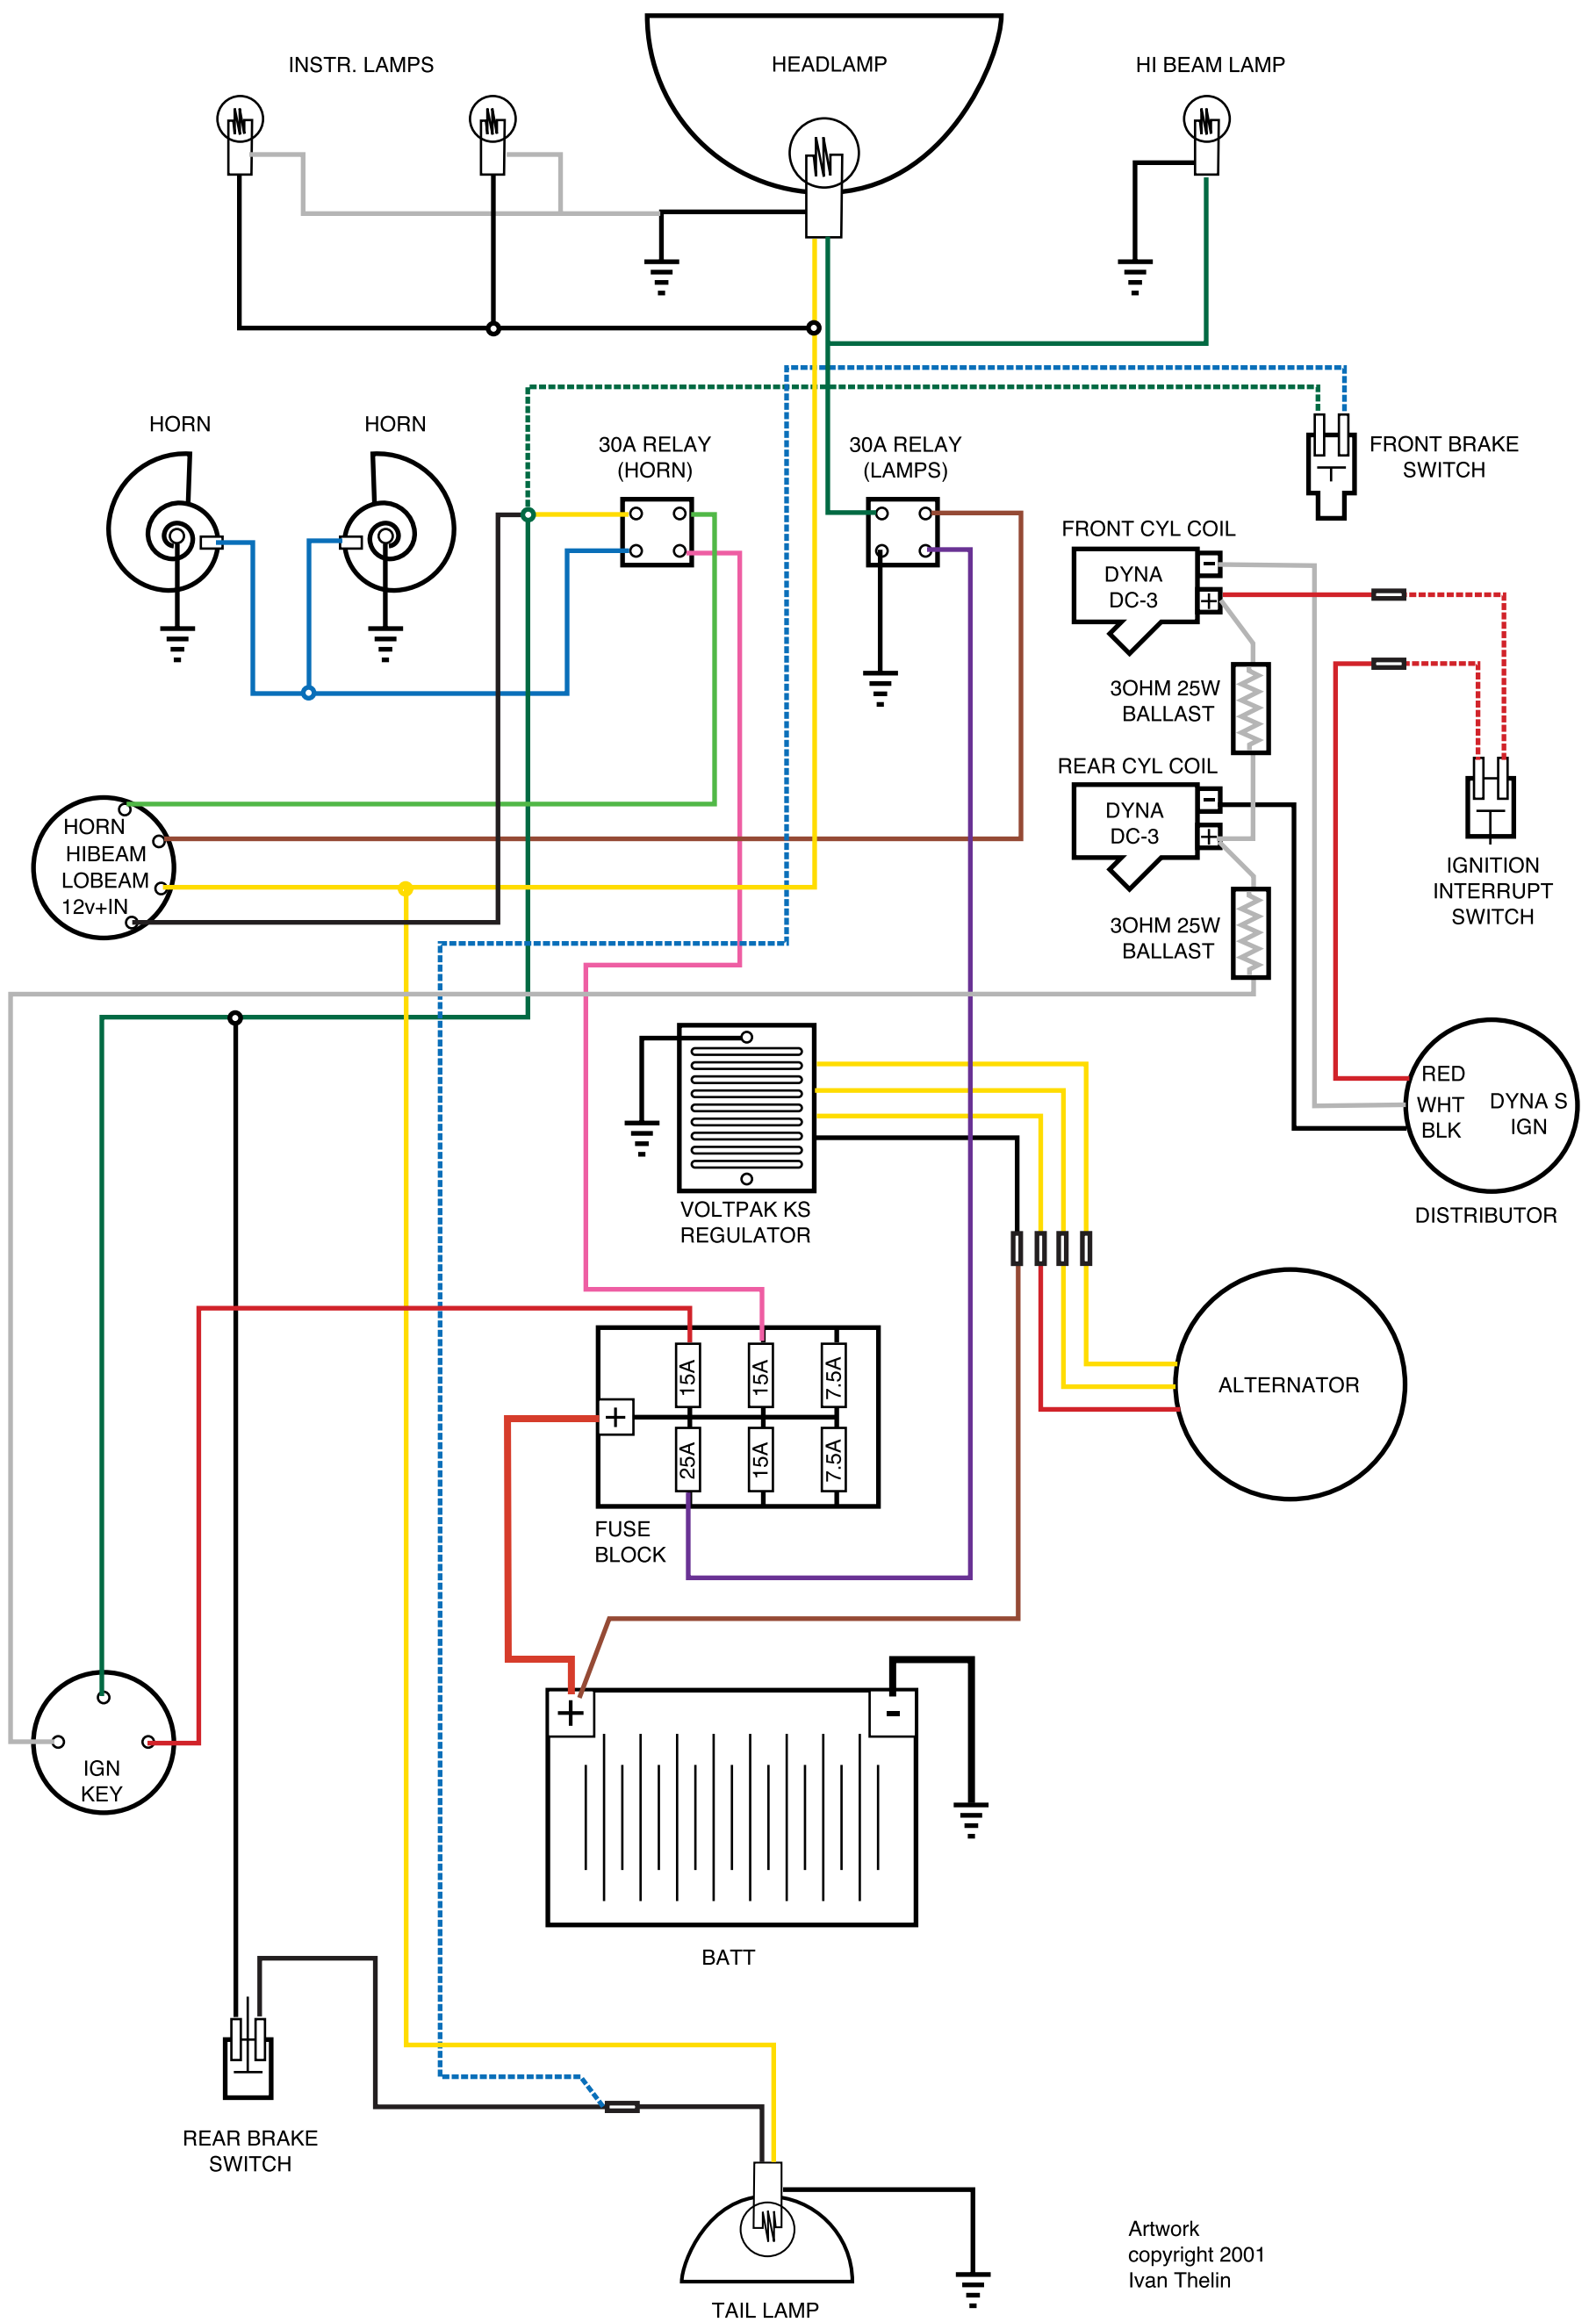 INSTR. LAMPS
HEADLAMP
HI BEAM LAMP
HORN
HORN
30A RELAY
(HORN)
30A RELAY
(LAMPS)
FRONT BRAKE
SWITCH
FRONT CYL COIL
DYNA
DC-3
-
+
3OHM 25W
BALLAST
REAR CYL COIL
DYNA
DC-3
-
+
3OHM 25W
BALLAST
IGNITION
INTERRUPT
SWITCH
HORN
HIBEAM
LOBEAM
12v+IN
RED
WHT
BLK
DYNA S
IGN
DISTRIBUTOR
VOLTPAK KS
REGULATOR
ALTERNATOR
15A
15A
7.5A
+
25A
15A
7.5A
FUSE
BLOCK
IGN
KEY
+
-
BATT
REAR BRAKE
SWITCH
TAIL LAMP
Artwork
copyright 2001
Ivan Thelin